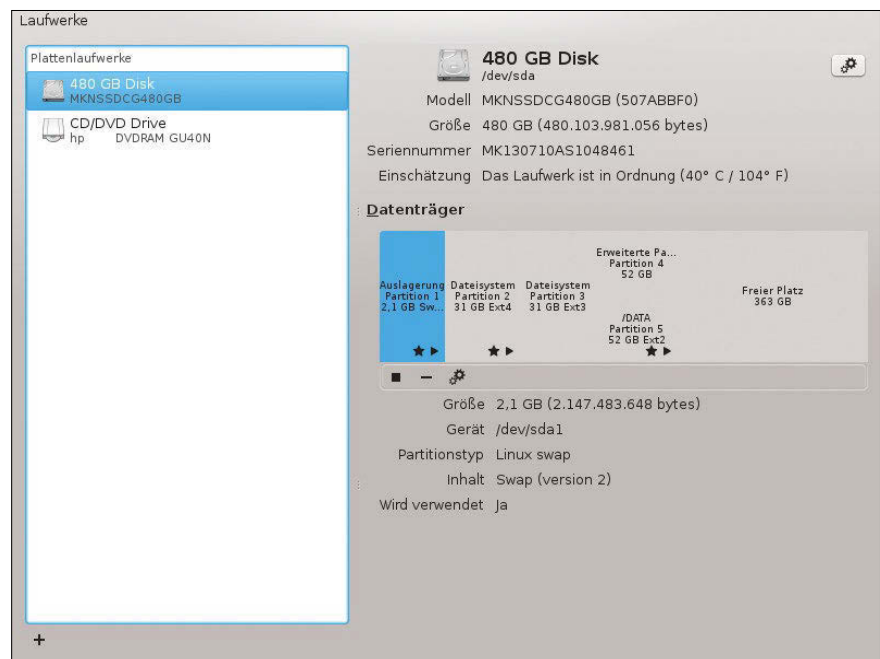 Laufwerke
Plattenlaufwerke
480 GB Disk
MKNSSDCG480GB
CD/DVD Drive
hp DVDRAM GU40N
480 GB Disk
/dev/sda
Modell MKNSSDCG480GB (507ABBF0)
Größe 480 GB (480.103.981.056 bytes)
Seriennummer MK130710AS1048461
Einschätzung Das Laufwerk ist in Ordnung (40° C / 104° F)
Datenträger
Auslagerung
Partition 1
2,1 GB Sw...
Dateisystem
Partition 2
31 GB Ext4
Dateisystem
Partition 3
31 GB Ext3
Erweiterte Pa...
Partition 4
52 GB
/DATA
Partition 5
52 GB Ext2
Freier Platz
363 GB
Größe 2,1 GB (2.147.483.648 bytes)
Gerät /dev/sda1
Partitionstyp Linux swap
Inhalt Swap (version 2)
Wird verwendet Ja